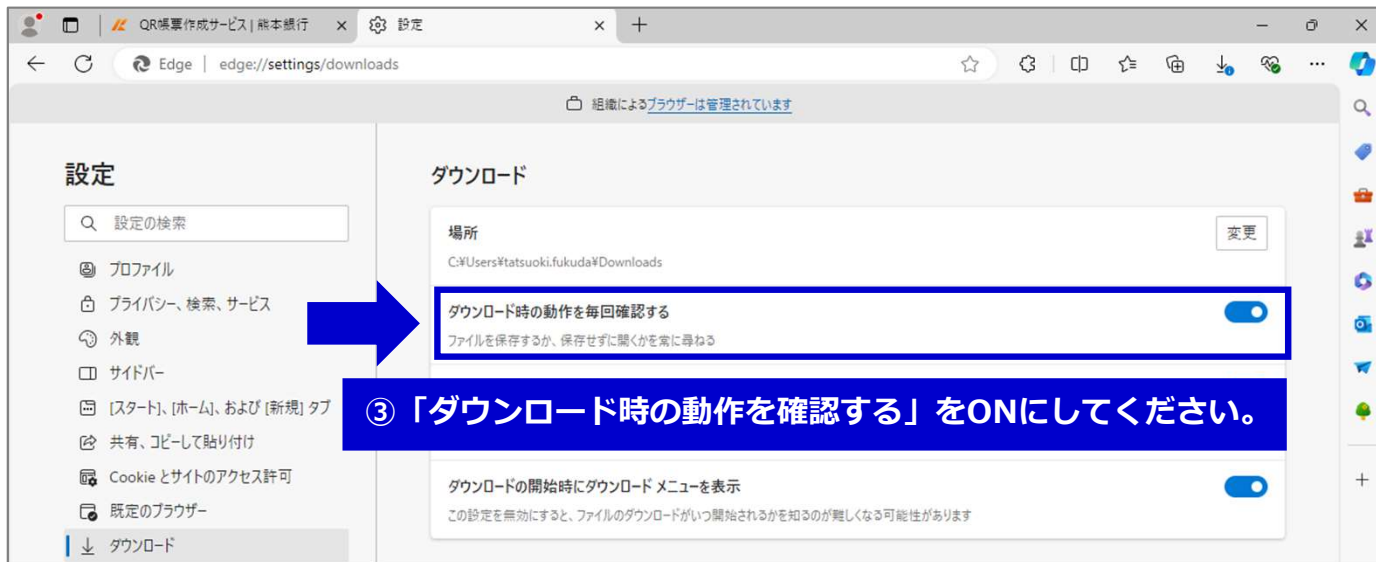 QR帳票作成サービス | 熊本銀行
設定
Edge | edge://settings/downloads
組織によるブラウザーは管理されています
設定
設定の検索
プロファイル
プライバシー、検索、サービス
外観
サイドバー
[スタート]、[ホーム]、および [新規] タブ
共有、コピーして貼り付け
Cookie とサイトのアクセス許可
既定のブラウザー
ダウンロード
ダウンロード
場所
変更
C:¥Users¥tatsuoki.fukuda¥Downloads
ダウンロード時の動作を毎回確認する
ファイルを保存するか、保存せずに開くかを常に尋ねる
③「ダウンロード時の動作を確認する」をONにしてください。
ダウンロードの開始時にダウンロード メニューを表示
この設定を無効にすると、ファイルのダウンロードがいつ開始されるかを知るのが難しくなる可能性があります